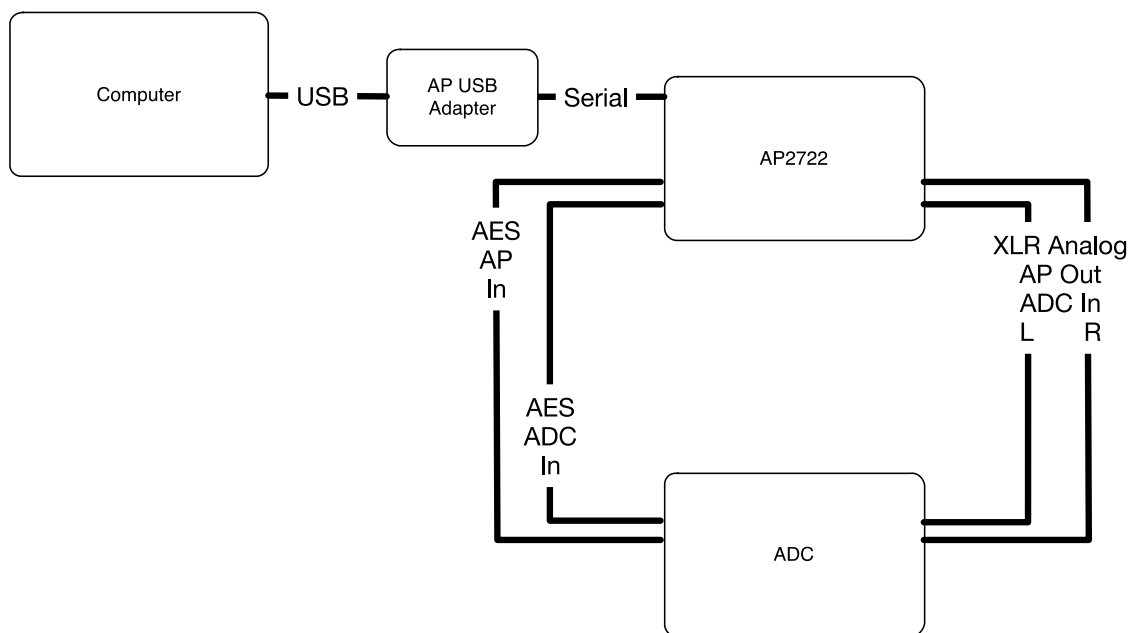 Computer
USB
AP USB
Adapter
Serial
AP2722
AES
AP
In
XLR Analog
AP Out
ADC In
L R
AES
ADC
In
ADC